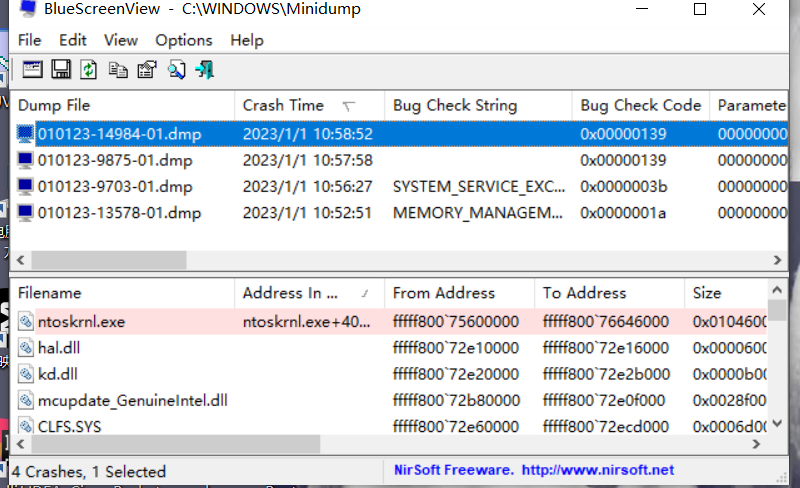 BlueScreenView - C:\WINDOWS\Minidump
File Edit View Options Help
Dump File Crash Time Bug Check String Bug Check Code Paramete
010123-14984-01.dmp 2023/1/1 10:58:52 0x00000139 00000000
010123-9875-01.dmp 2023/1/1 10:57:58 0x00000139 00000000
010123-9703-01.dmp 2023/1/1 10:56:27 SYSTEM_SERVICE_EXC... 0x0000003b 00000000
010123-13578-01.dmp 2023/1/1 10:52:51 MEMORY_MANAGEM... 0x0000001a 00000000
Filename Address In ... From Address To Address Size
ntoskrnl.exe ntoskrnl.exe+40... fffff800`75600000 fffff800`76646000 0x0104600
hal.dll fffff800`72e10000 fffff800`72e16000 0x0000600
kd.dll fffff800`72e20000 fffff800`72e2b000 0x0000b00
mcupdate_GenuineIntel.dll fffff800`72b80000 fffff800`72e0f000 0x0028f00
CLFS.SYS fffff800`72e60000 fffff800`72ecd000 0x0006d00
4 Crashes, 1 Selected NirSoft Freeware. http://www.nirsoft.net